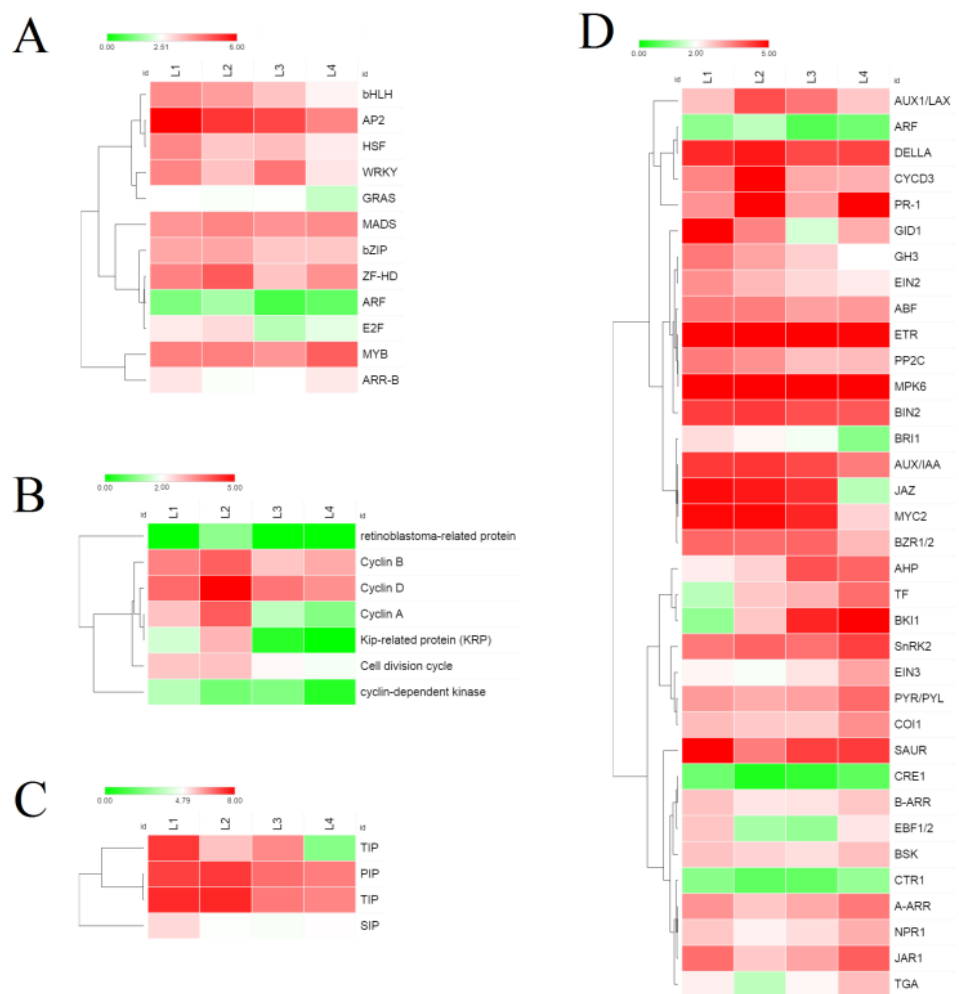 A
0.00 2.51 6.00
id L1 L2 L3 L4 id
bHLH
AP2
HSF
WRKY
GRAS
MADS
bZIP
ZF-HD
ARF
E2F
MYB
ARR-B
B
0.00 2.00 5.00
id L1 L2 L3 L4 id
retinoblastoma-related protein
Cyclin B
Cyclin D
Cyclin A
Kip-related protein (KRP)
Cell division cycle
cyclin-dependent kinase
C
0.00 4.79 8.00
id L1 L2 L3 L4 id
TIP
PIP
TIP
SIP
D
0.00 2.00 5.00
id L1 L2 L3 L4 id
AUX1/LAX
ARF
DELLA
CYCD3
PR-1
GID1
GH3
EIN2
ABF
ETR
PP2C
MPK6
BIN2
BRI1
AUX/IAA
JAZ
MYC2
BZR1/2
AHP
TF
BKI1
SnRK2
EIN3
PYR/PYL
COI1
SAUR
CRE1
B-ARR
EBF1/2
BSK
CTR1
A-ARR
NPR1
JAR1
TGA